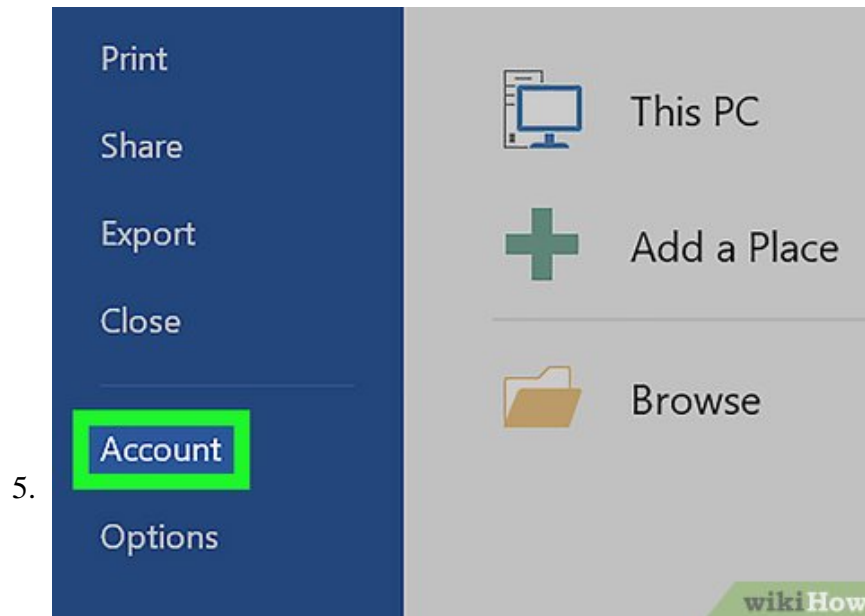 Print
Share
Export
Close
Account
5.
Options
This PC
Add a Place
Browse
wikiHow